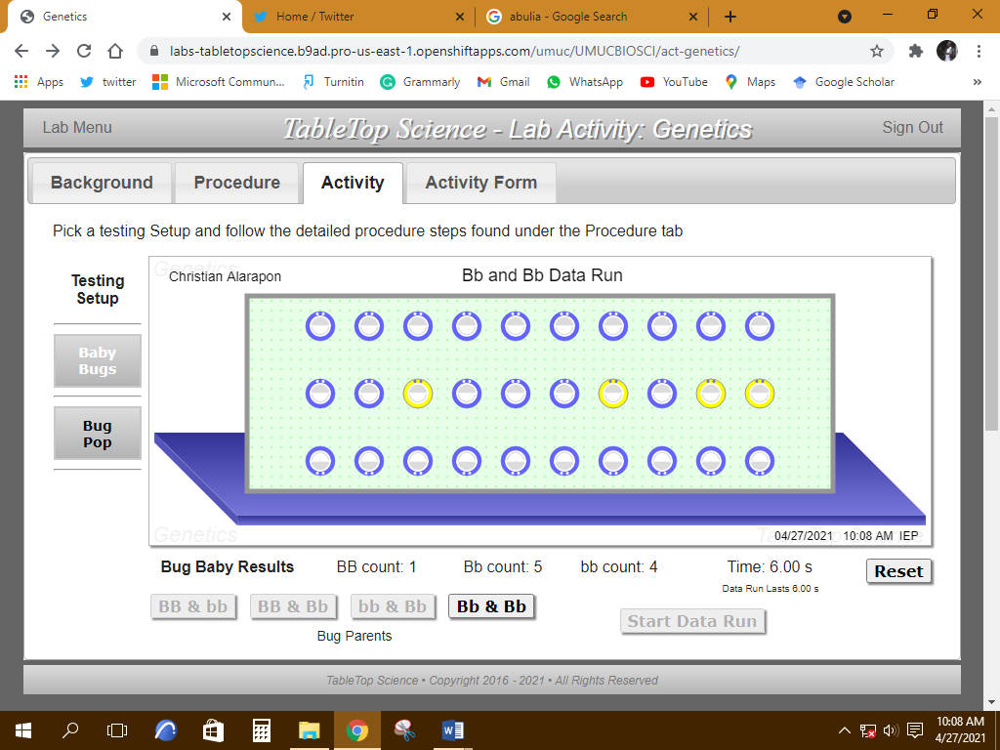 Genetics
Home / Twitter
abulia - Google Search
labs-tabletopscience.b9ad.pro-us-east-1.openshiftapps.com/umuc/UMUCBIOSCI/act-genetics/
Apps twitter Microsoft Commun... Turnitin Grammarly Gmail WhatsApp YouTube Maps Google Scholar »
Lab Menu TableTop Science - Lab Activity: Genetics Sign Out
Background Procedure Activity Activity Form
Pick a testing Setup and follow the detailed procedure steps found under the Procedure tab
Testing
Setup
Baby
Bugs
Bug
Pop
Genetics
Christian Alarapon Bb and Bb Data Run
Genetics
04/27/2021 10:08 AM IEP
Bug Baby Results BB count: 1 Bb count: 5 bb count: 4 Time: 6.00 s Reset
Data Run Lasts 6.00 s
BB & bb BB & Bb bb & Bb Bb & Bb Start Data Run
Bug Parents
TableTop Science • Copyright 2016 - 2021 • All Rights Reserved
10:08 AM
4/27/2021